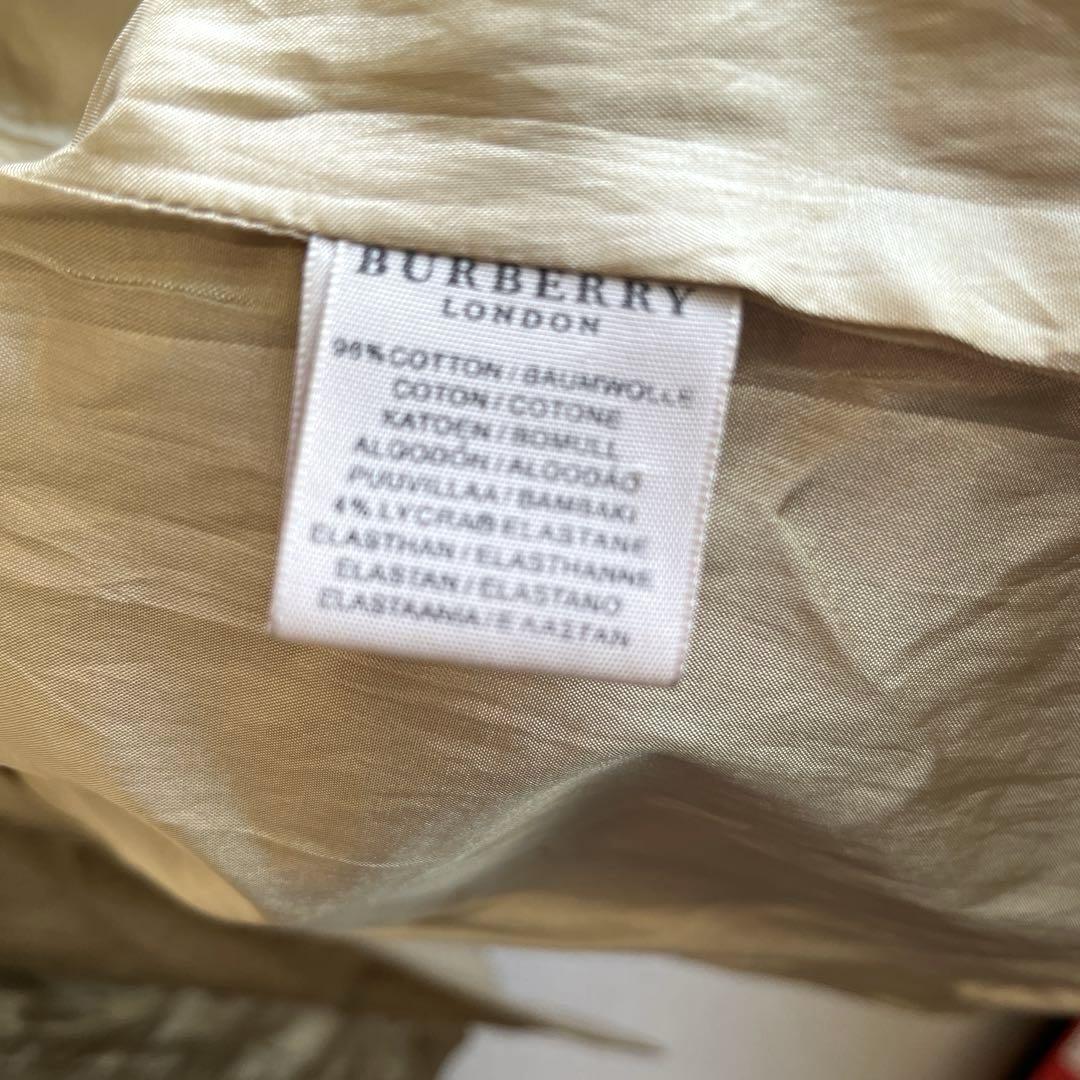 BURBERRY
LONDON
96% COTTON / BAUMWOLLE
COTON / COTONE
KATOEN / BOMULL
ALGODÓN / ALGODÃO
PUUVILLAA / BAMBAKI
4% LYCRA® ELASTANE
ELASTHAN / ELASTHANNE
ELASTAN / ELASTANO
ELASTAANIA / ΕΛΑΣΤΑΝ